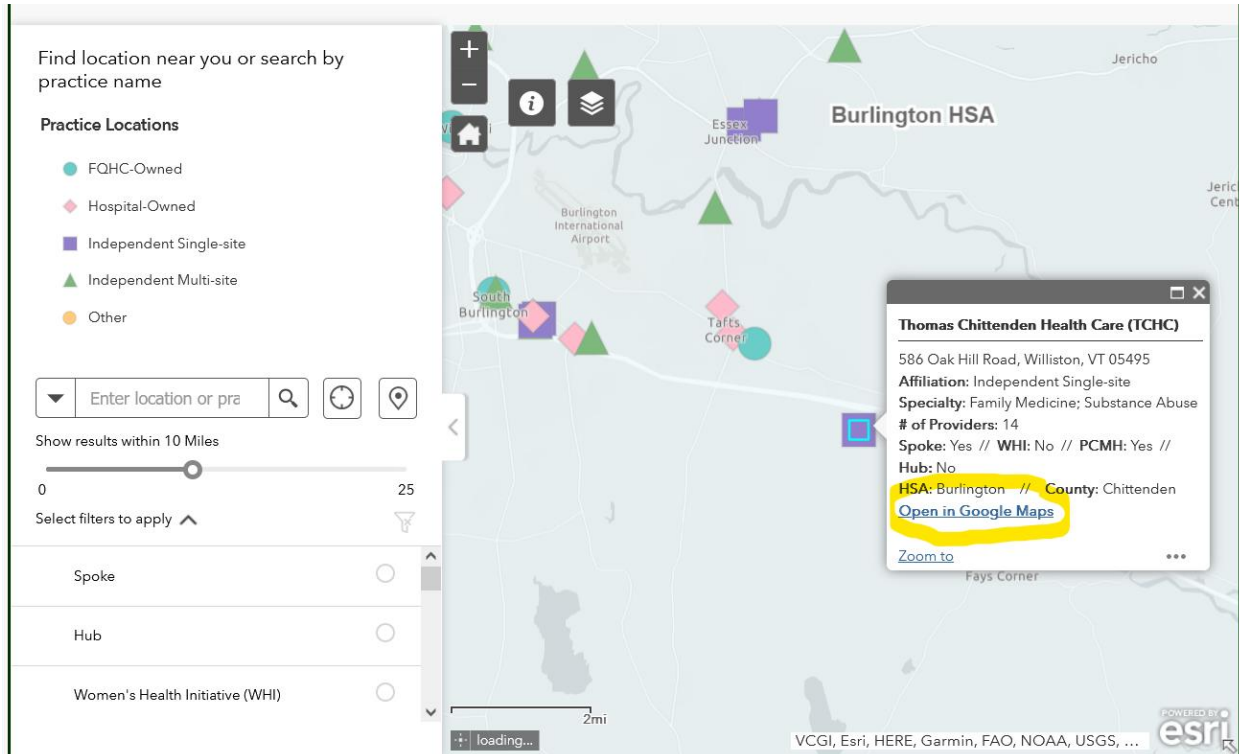 Find location near you or search by
practice name
Practice Locations
FQHC-Owned
Hospital-Owned
Independent Single-site
Independent Multi-site
Other
Enter location or pra
Show results within 10 Miles
0
25
Select filters to apply
Spoke
Hub
Women's Health Initiative (WHI)
Jericho
Burlington HSA
Essex
Junction
Burlington
International
Airport
South
Burlington
Tafts
Corner
Thomas Chittenden Health Care (TCHC)
586 Oak Hill Road, Williston, VT 05495
Affiliation: Independent Single-site
Specialty: Family Medicine; Substance Abuse
# of Providers: 14
Spoke: Yes // WHI: No // PCMH: Yes //
Hub: No
HSA: Burlington // County: Chittenden
Open in Google Maps
Zoom to
Fays Corner
2mi
loading...
VCGI, Esri, HERE, Garmin, FAO, NOAA, USGS, ...
POWERED BY
esri